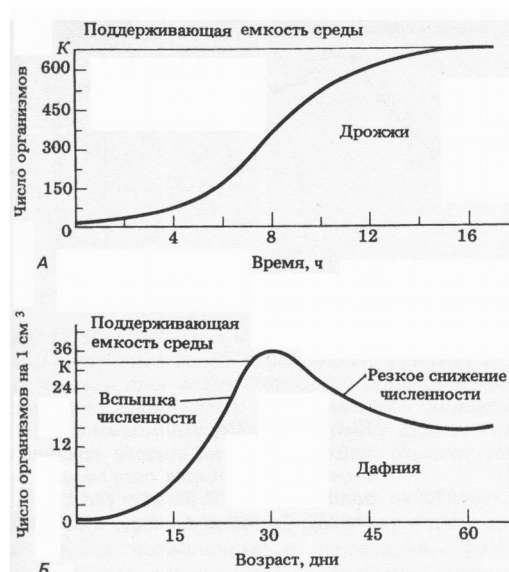 Поддерживающая емкость среды
К
600
450
300
150
0
Число организмов
Дрожжи
4
8
12
16
А
Время, ч
Поддерживающая
емкость среды
36
К
24
12
0
Число организмов на 1 см 3
Вспышка
численности
Резкое снижение
численности
Дафния
15
30
45
60
Б
Возраст, дни